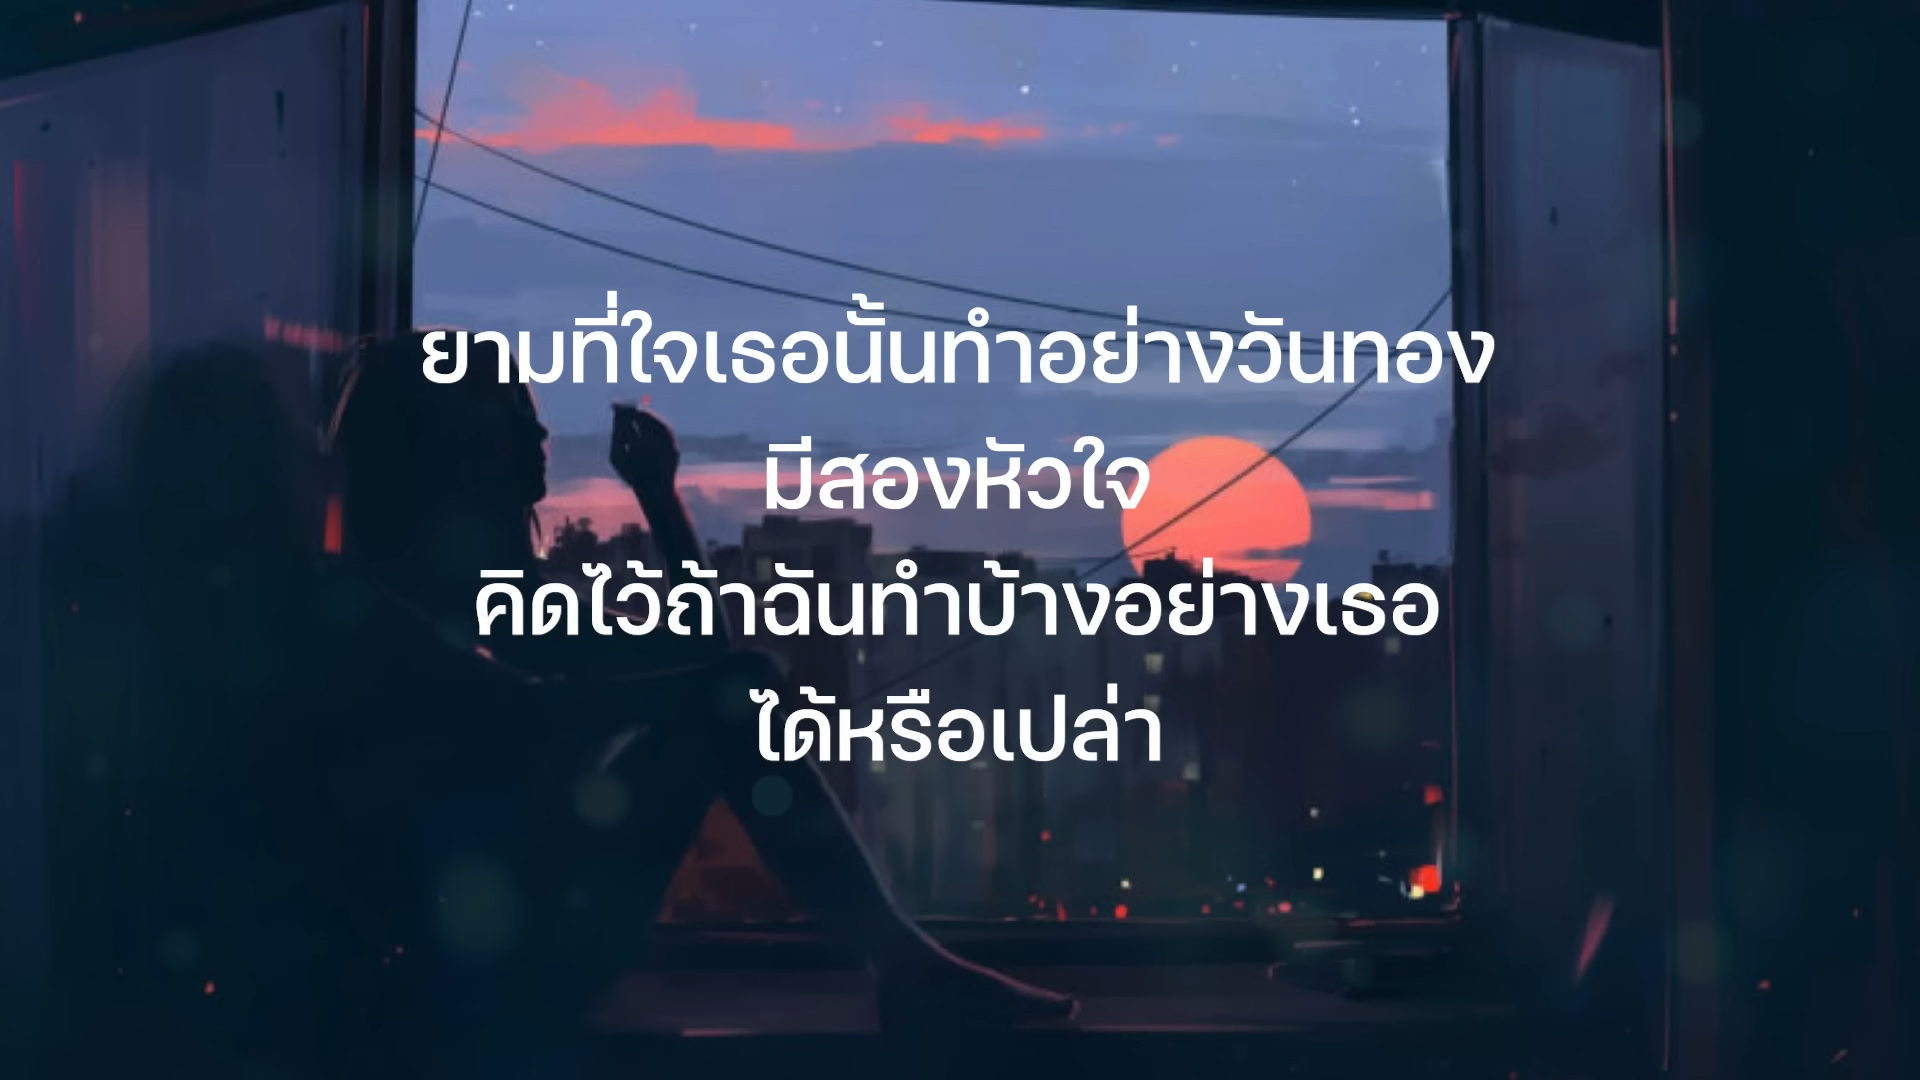 ยามที่ใจเธอนั้นทำอย่างวันทอง
มีสองหัวใจ
คิดไว้ถ้าฉันทำบ้างอย่างเธอ
ได้หรือเปล่า